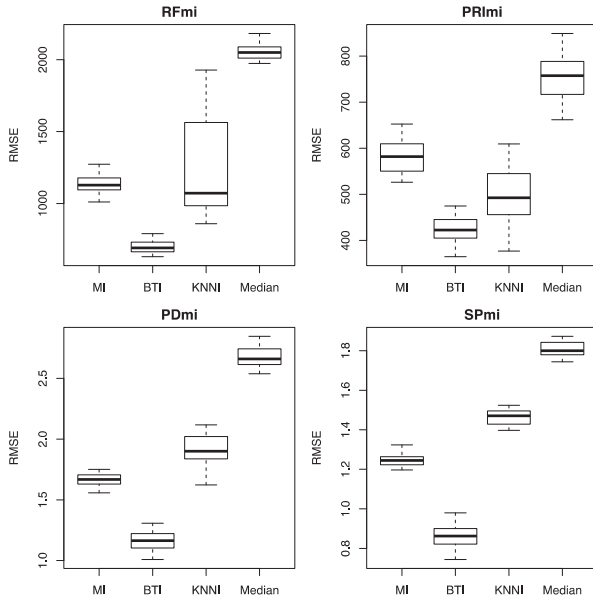 RFmi
RMSE
2000
1500
1000
MI BTI KNNI Median
PRImi
RMSE
800
700
600
500
400
MI BTI KNNI Median
PDmi
RMSE
2.5
2.0
1.5
1.0
MI BTI KNNI Median
SPmi
RMSE
1.8
1.6
1.4
1.2
1.0
0.8
MI BTI KNNI Median